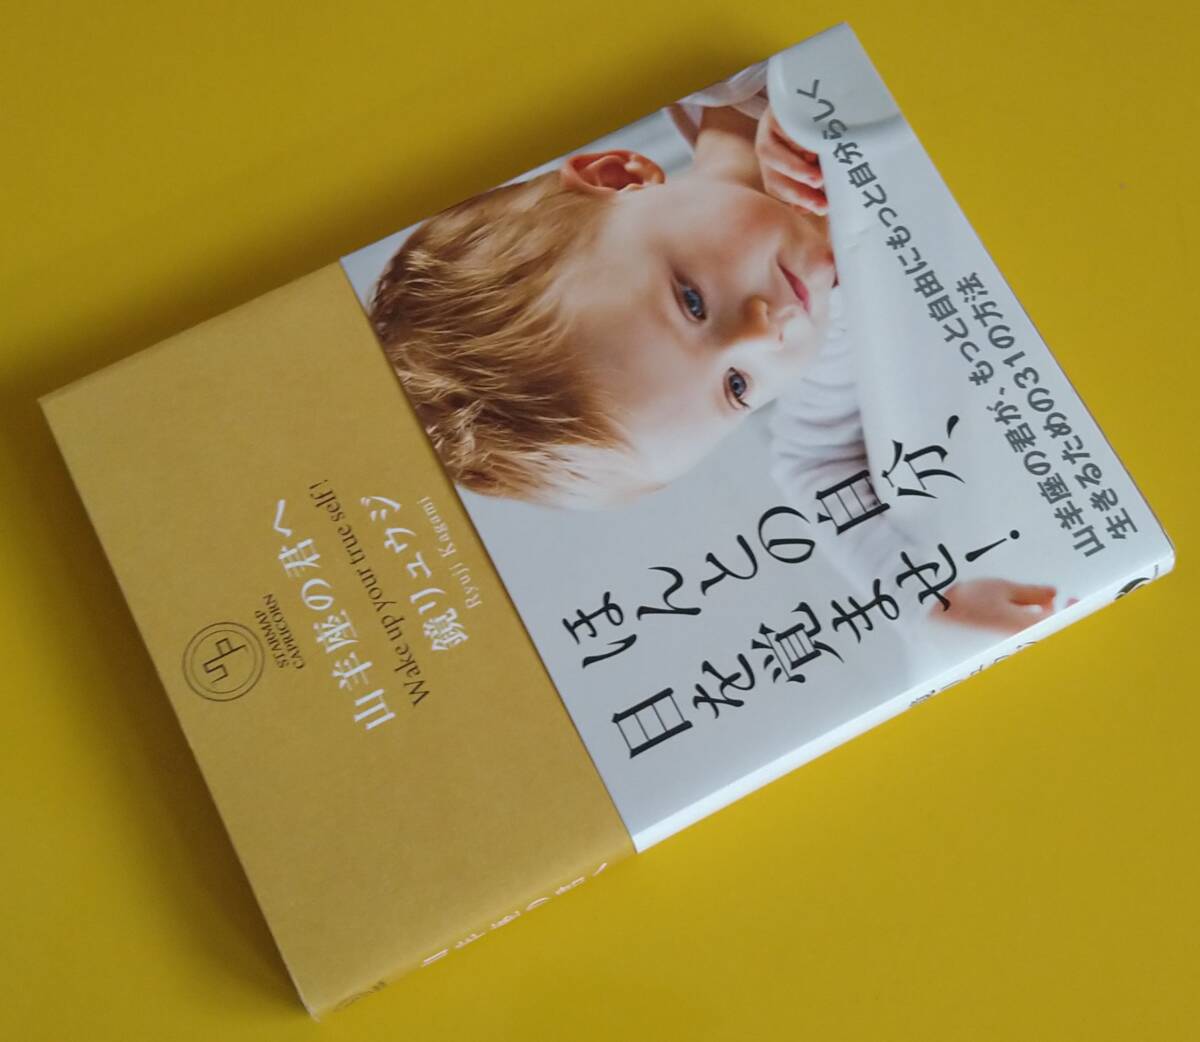 STARMAP
CAPRICORN
山羊座の君へ
Wake up your true self!
鏡リュウジ
Ryuji Kagami
ほんとの自分、
目を覚ませ!
山羊座の君が、もっと自由にもっと自分らしく
生きるための31の方法